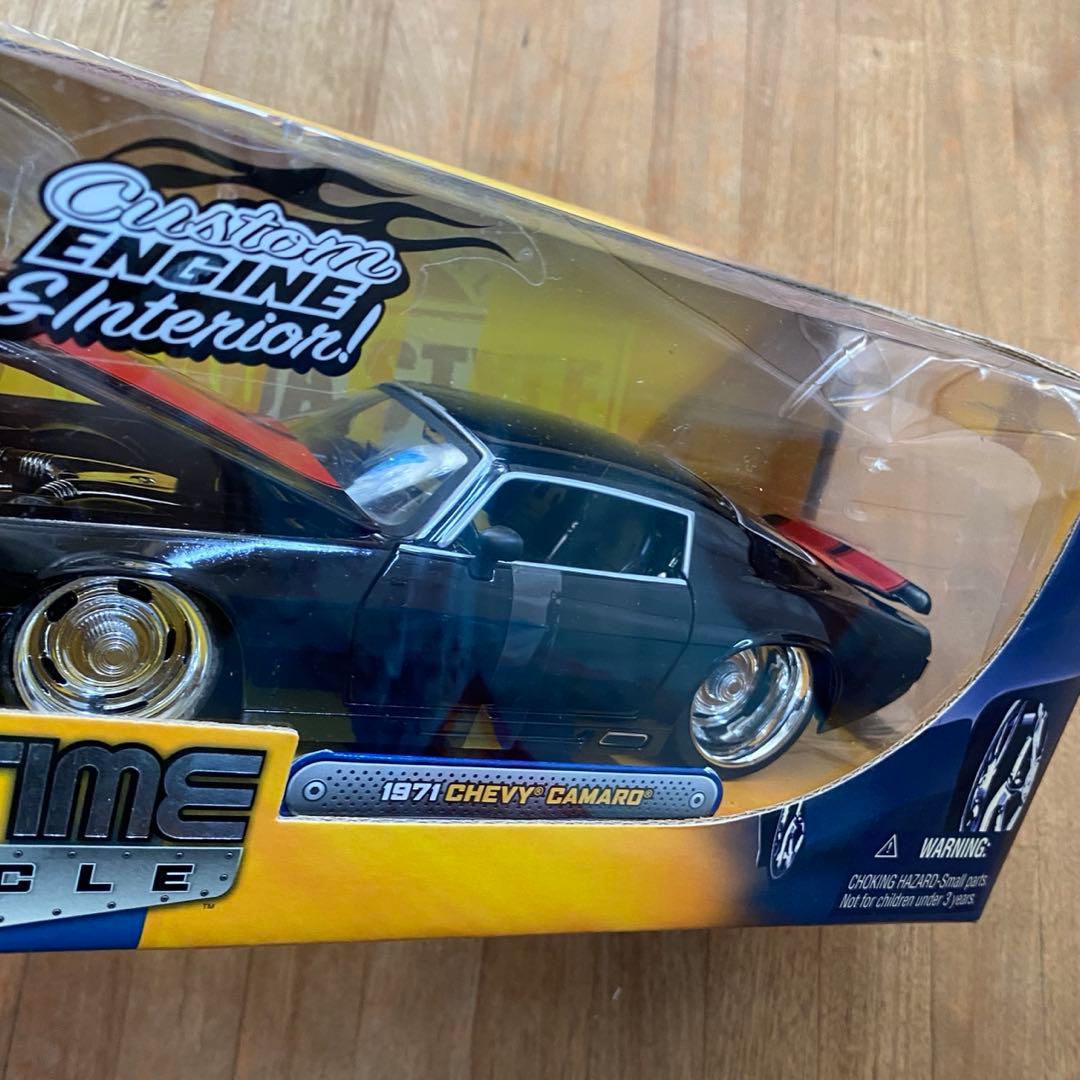 Custom
ENGINE
& Interior!
TIME
CLE
™
1971 CHEVY® CAMARO®
⚠ WARNING:
CHOKING HAZARD-Small parts.
Not for children under 3 years.